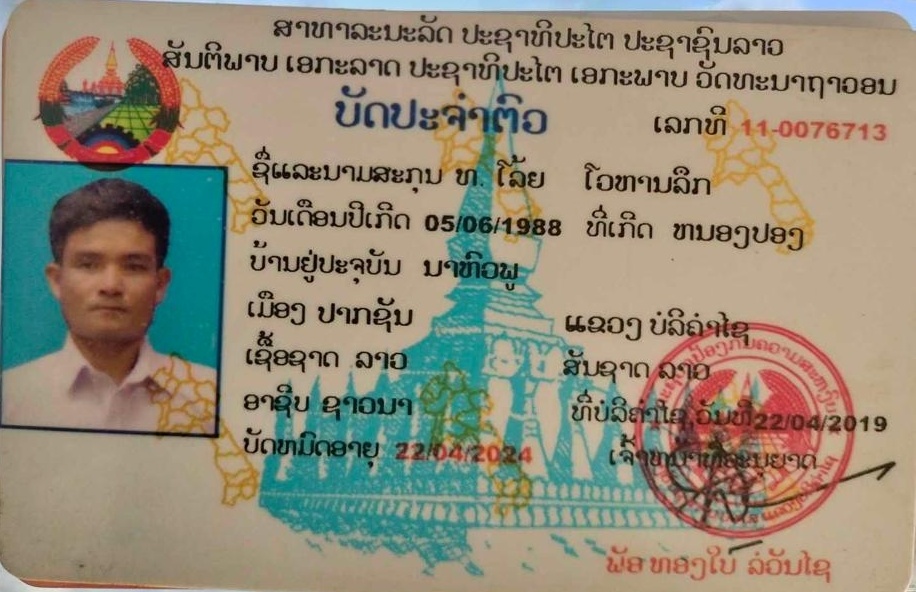 ສາທາລະນະລັດ ປະຊາທິປະໄຕ ປະຊາຊົນລາວ
ສັນຕິພາບ ເອກະລາດ ປະຊາທິປະໄຕ ເອກະພາບ ວັດທະນາຖາວອນ
ບັດປະຈຳຕົວ
ເລກທີ 11-0076713
ຊື່ແລະນາມສະກຸນ ທ. ໂລ້ຍ ໂອຫານລຶກ
ວັນເດືອນປີເກີດ 05/06/1988 ທີ່ເກີດ ຫນອງປອງ
ບ້ານຢູ່ປະຈຸບັນ ນາຫົວພູ
ເມືອງ ປາກຊັນ ແຂວງ ບໍລິຄຳໄຊ
ເຊື້ອຊາດ ລາວ ສັນຊາດ ລາວ
ອາຊີບ ຊາວນາ ທີ່ບໍລິຄຳໄຊ,ວັນທີ22/04/2019
ບັດຫມົດອາຍຸ 22/04/2024 ເຈົ້າຫນ້າທີ່ອະນຸຍາດ
ພັອ ທອງໃບ ລໍວັນໄຊ